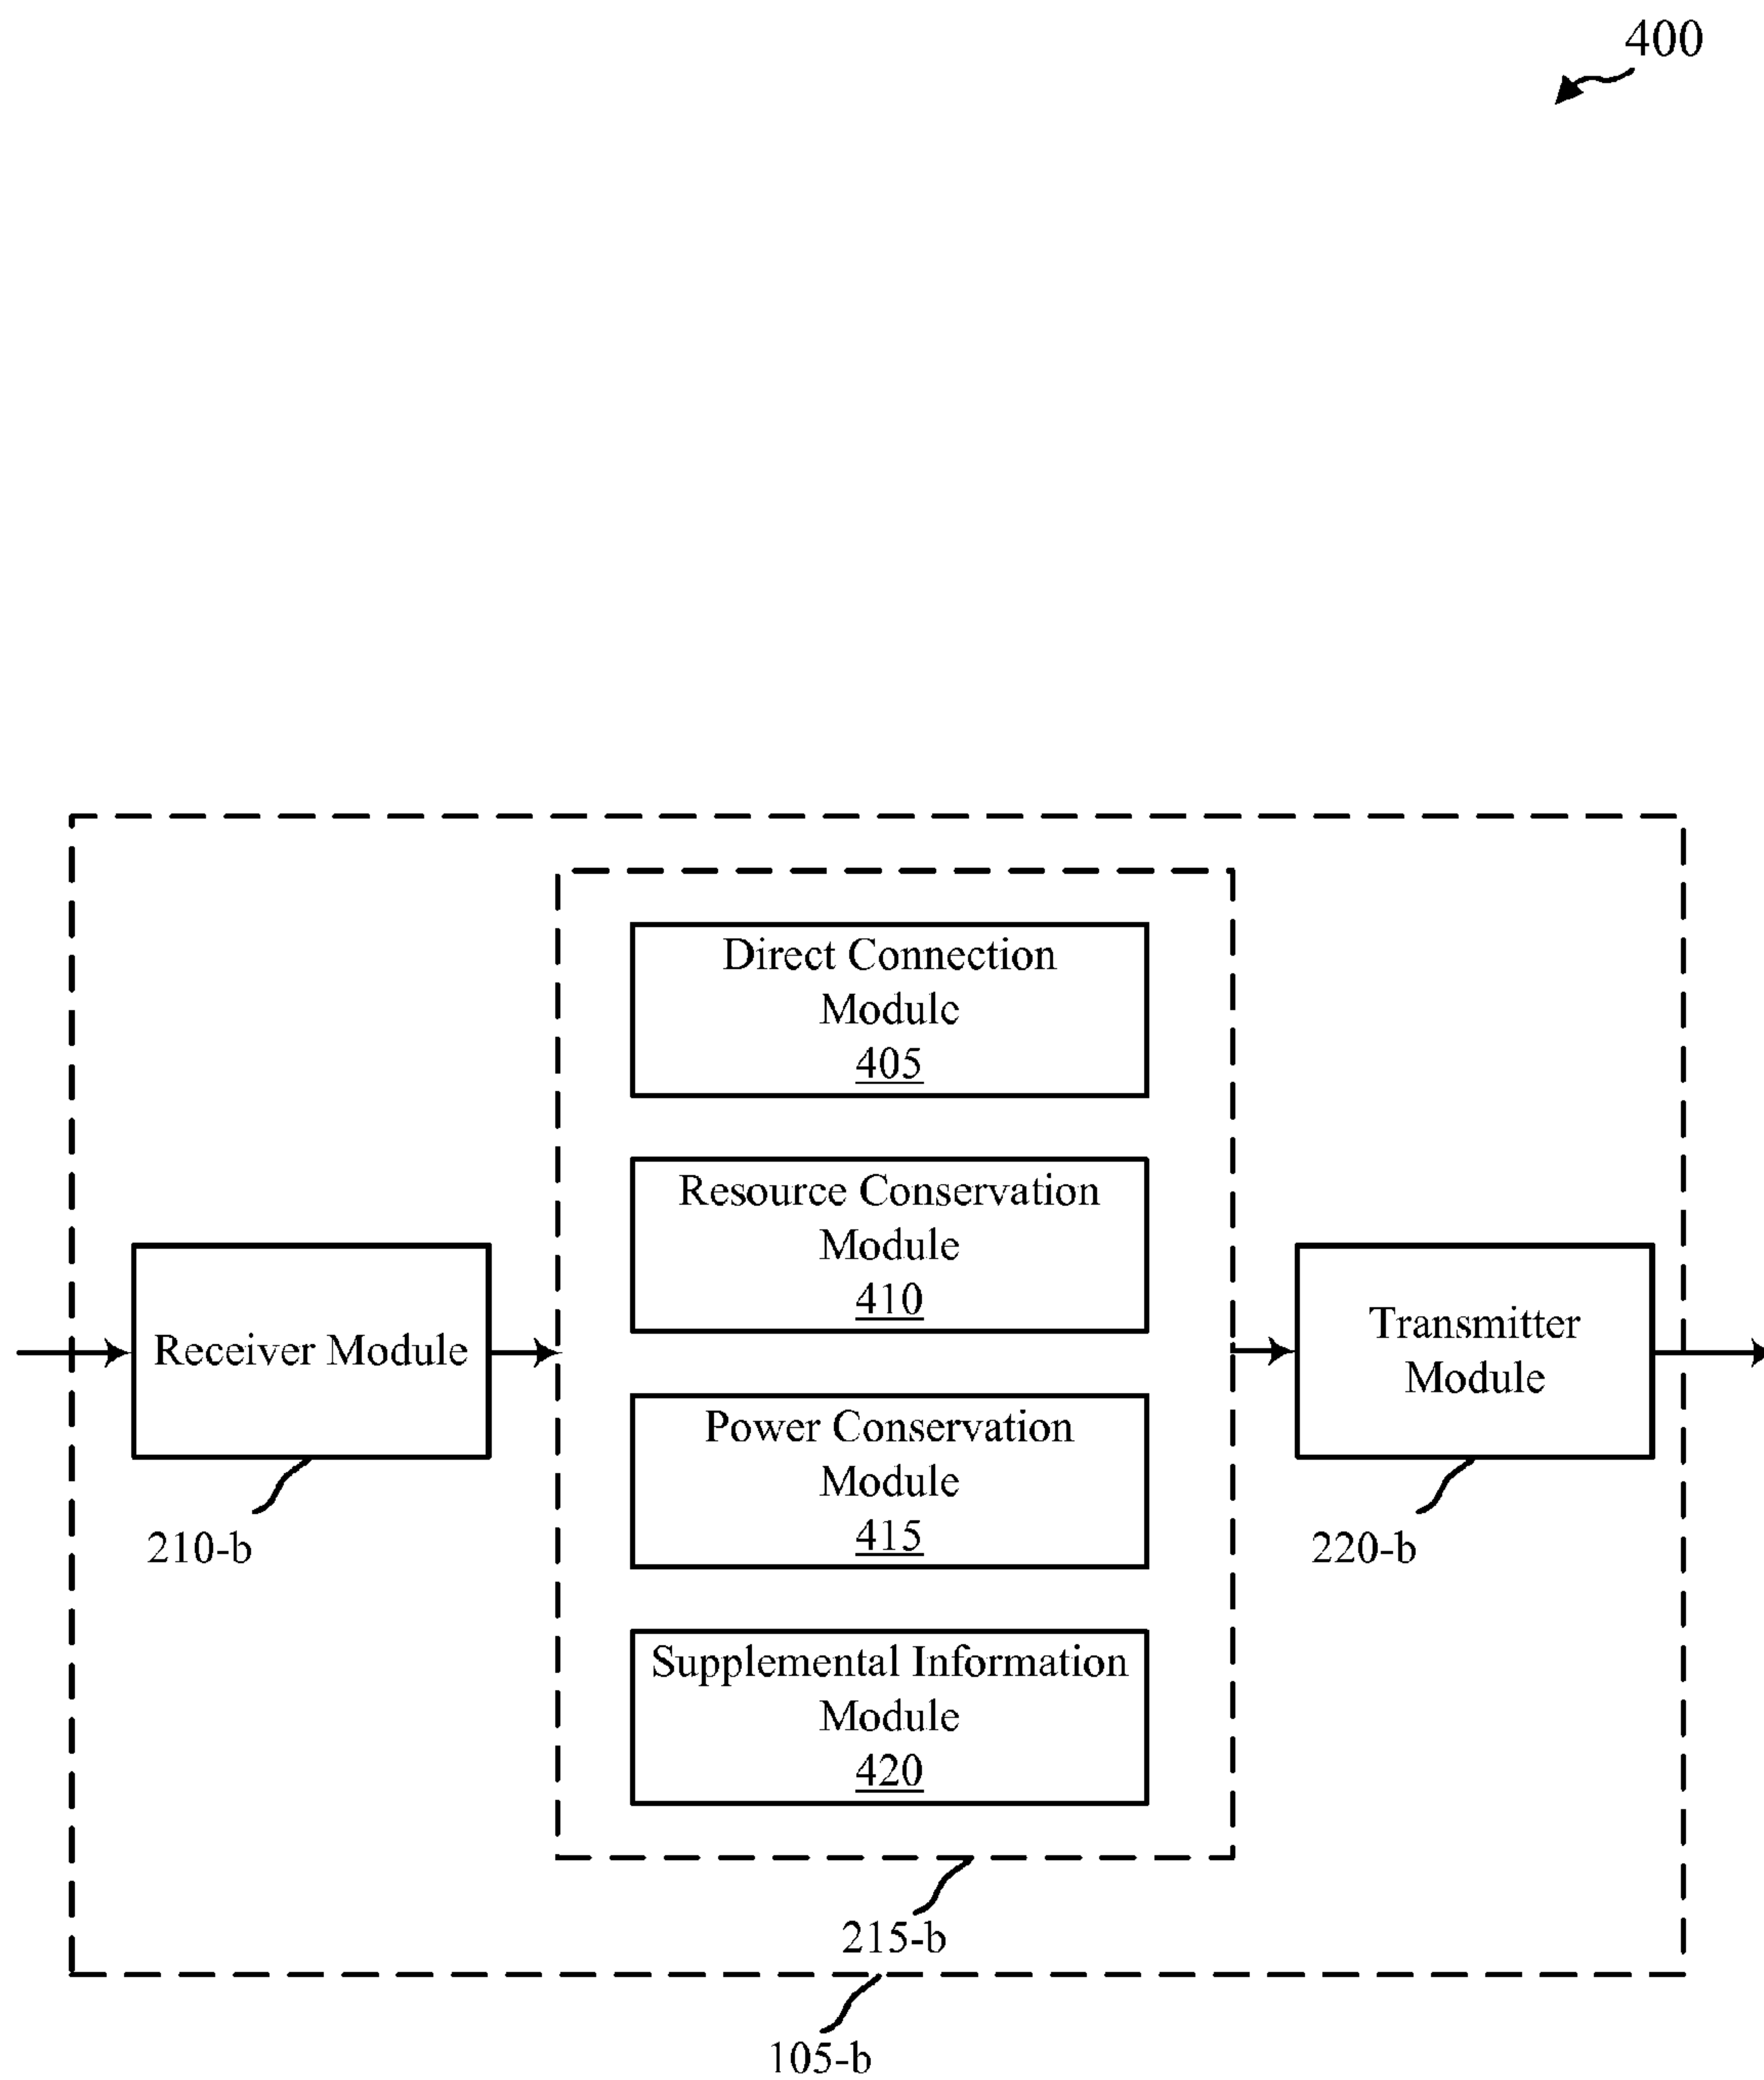 400
Direct Connection
Module
405
Resource Conservation
Module
410
Receiver Module
Transmitter
Module
Power Conservation
Module
415
210-b
220-b
Supplemental Information
Module
420
215-b
105-b